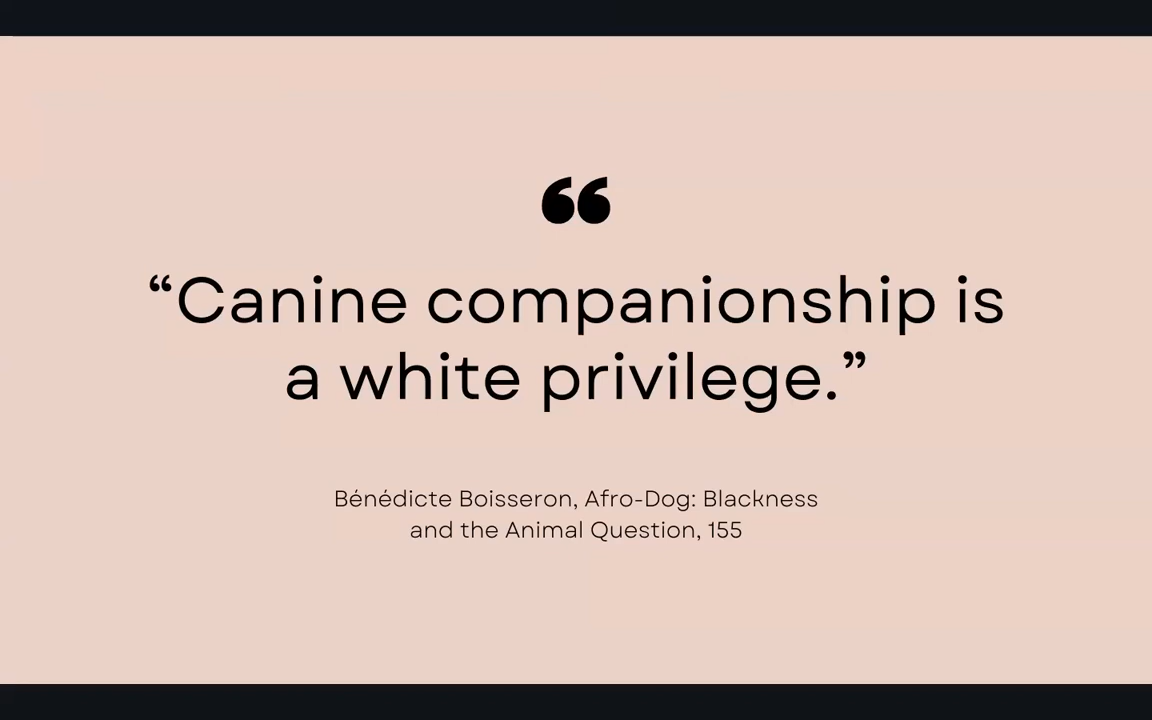 “
“Canine companionship is
a white privilege.”
Bénédicte Boisseron, Afro-Dog: Blackness
and the Animal Question, 155